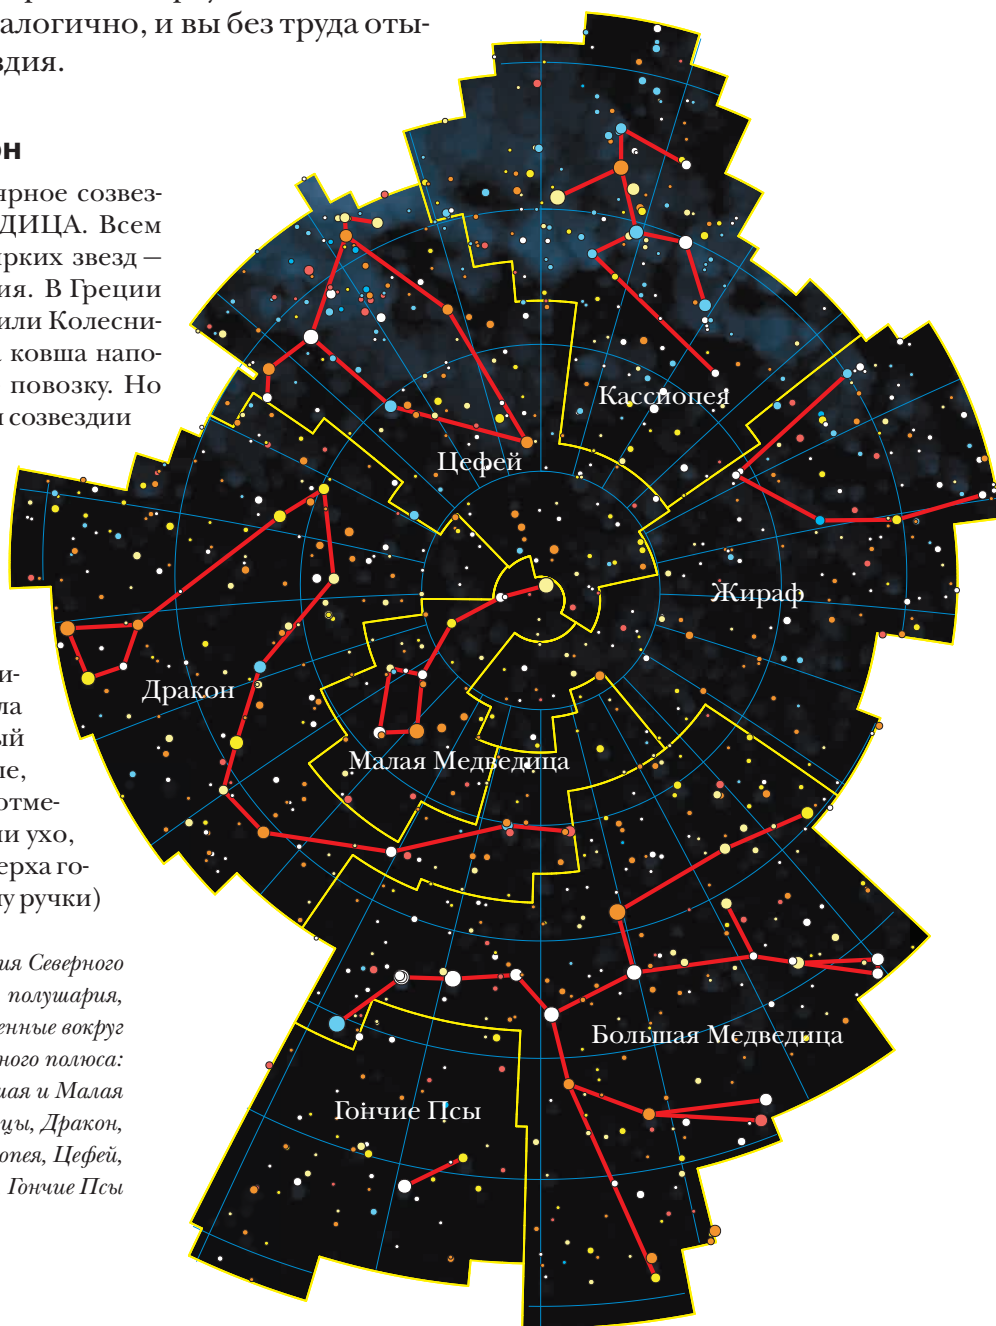 алогично, и вы без труда оты-
здия.
он
ярное созвез-
ДИЦА. Всем
ярких звезд –
ия. В Греции
или Колесни-
ковша напо-
повозку. Но
созвездии
и-
ла
ый
ие,
отме-
ни ухо,
ерха го-
у ручки)
ия Северного
полушария,
енные вокруг
ного полюса:
шая и Малая
цы, Дракон,
опея, Цефей,
Гончие Псы
Кассиопея
Цефей
Жираф
Дракон
Малая Медведица
Большая Медведица
Гончие Псы